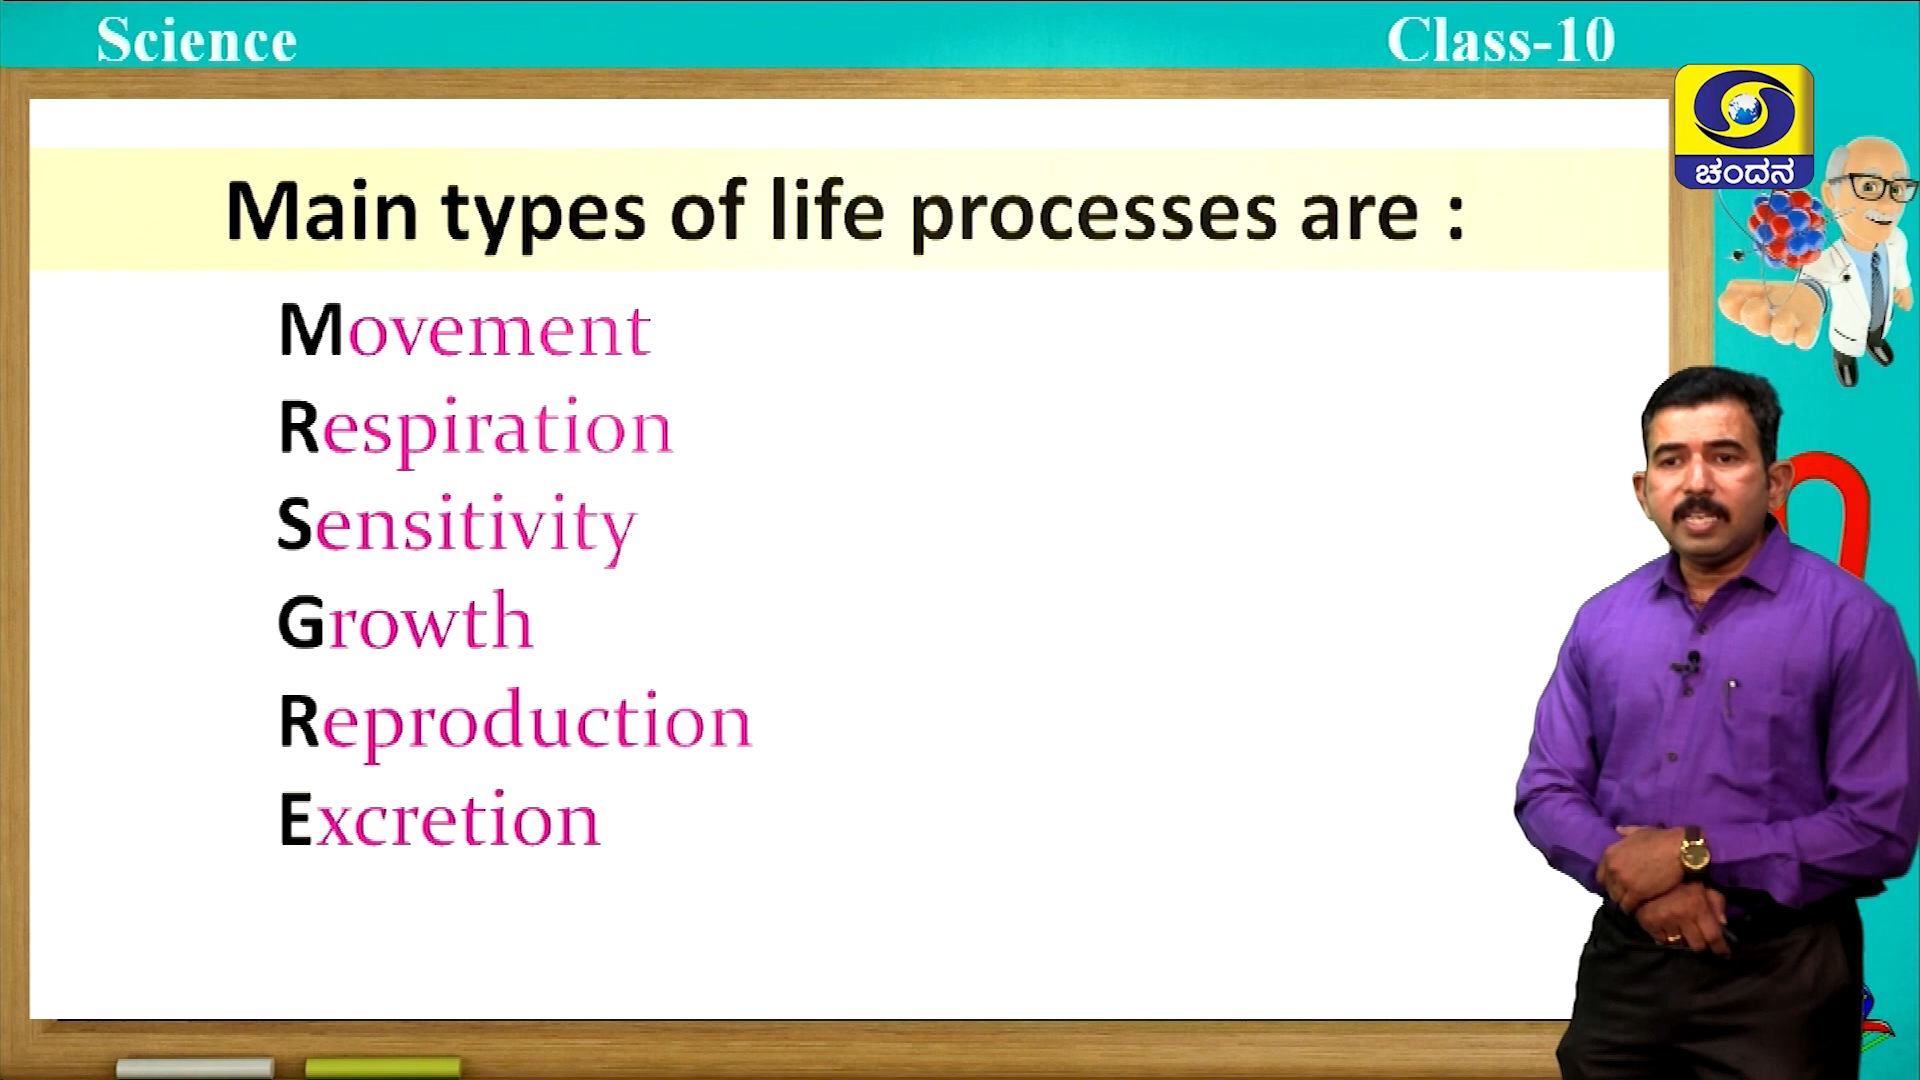 Science
Class-10
ಚಂದನ
Main types of life processes are :
Movement
Respiration
Sensitivity
Growth
Reproduction
Excretion